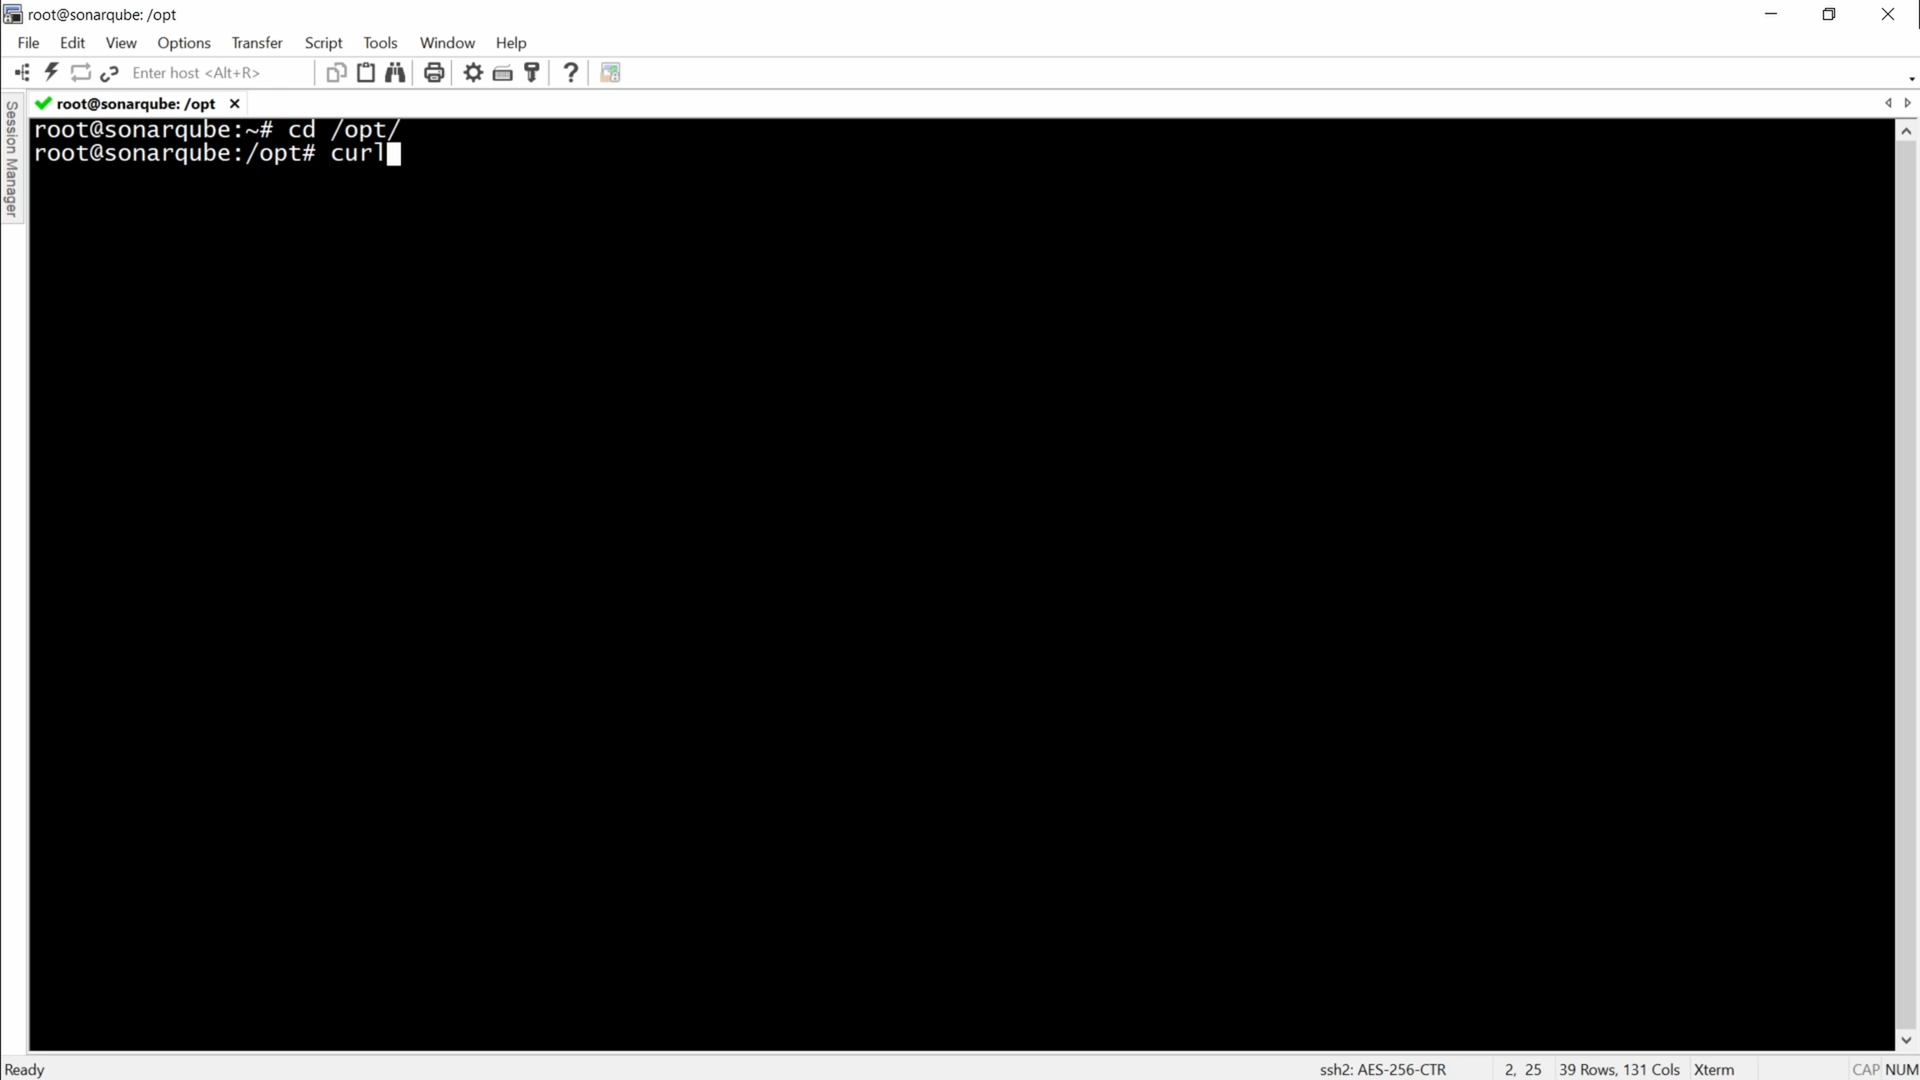 root@sonarqube: /opt
File Edit View Options Transfer Script Tools Window Help
Enter host <Alt+R>
root@sonarqube: /opt
Session Manager
root@sonarqube:~# cd /opt/
root@sonarqube:/opt# curl
Ready ssh2: AES-256-CTR 2, 25 39 Rows, 131 Cols Xterm CAP NUM